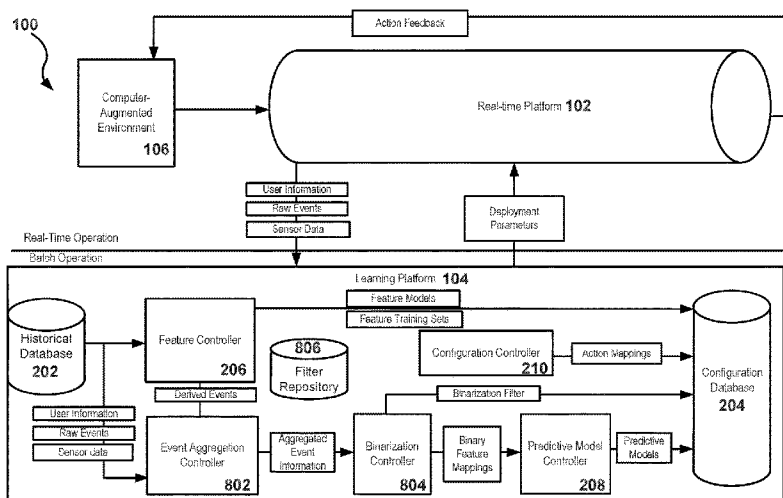 100
Action Feedback
Computer-
Augmented
Environment
106
Real-time Platform 102
User Information
Raw Events
Sensor Data
Deployment
Parameters
Real-Time Operation
Batch Operation
Learning Platform 104
Feature Models
Feature Training Sets
Historical
Database
202
Feature Controller
206
806
Filter
Repository
Configuration Controller
210
Action Mappings
Configuration
Database
204
Derived Events
Binarization Filter
User Information
Raw Events
Sensor data
Event Aggregation
Controller
802
Aggregated
Event
Information
Binarization
Controller
804
Binary
Feature
Mappings
Predictive Model
Controller
208
Predictive
Models